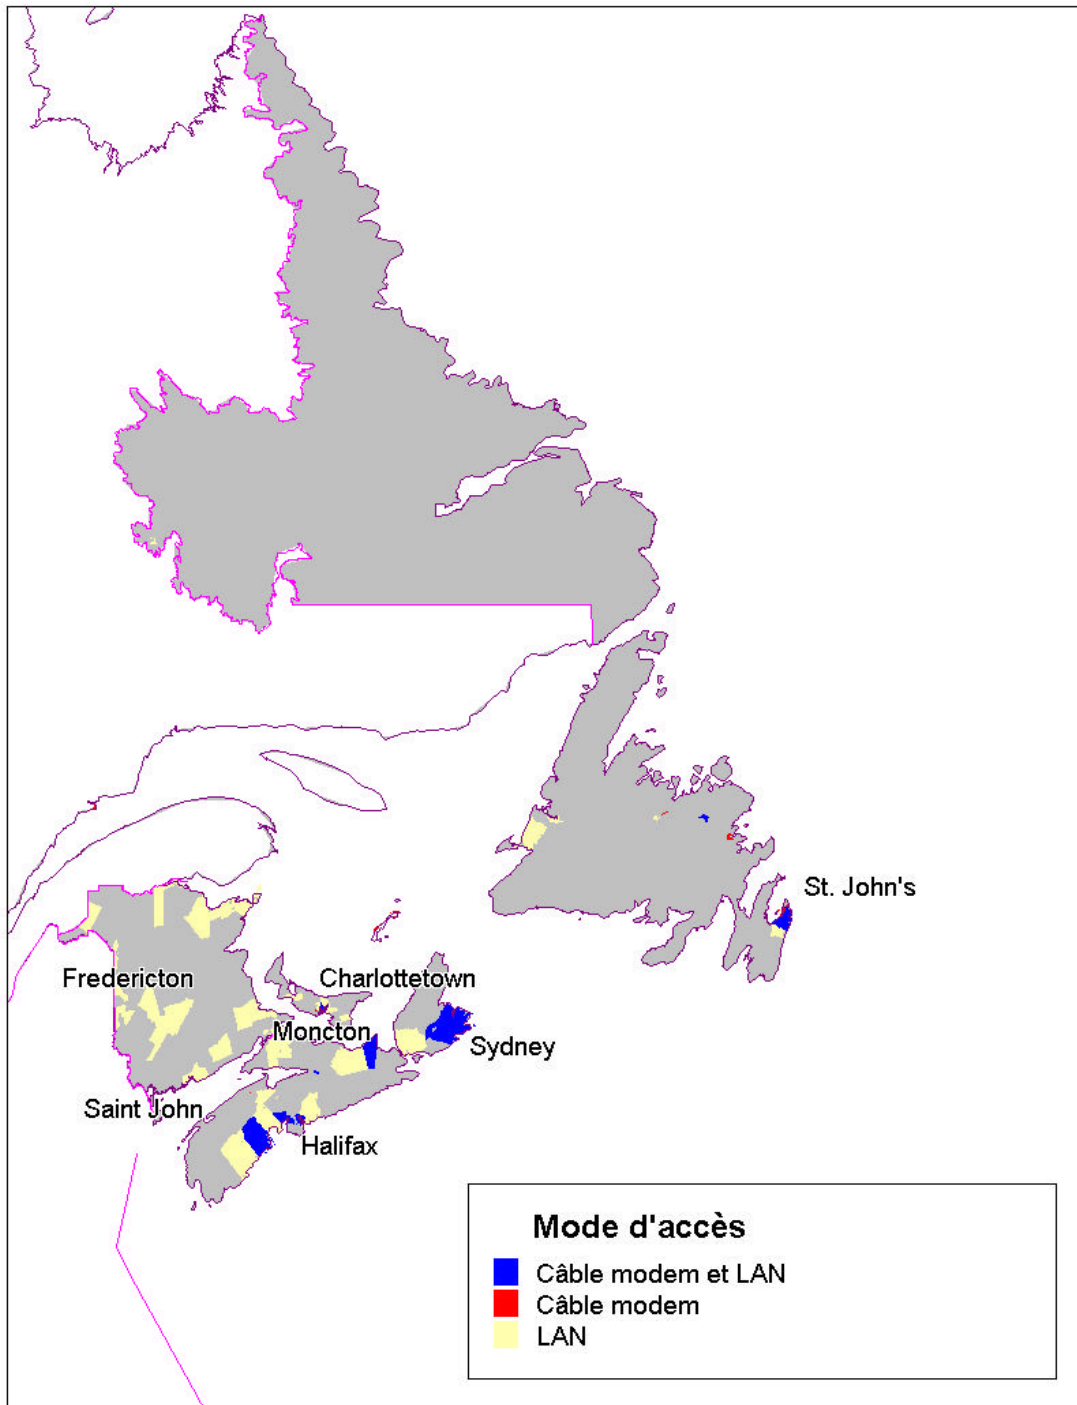 St. John's
Fredericton
Charlottetown
Moncton
Sydney
Saint John
Halifax
Mode d'accès
Câble modem et LAN
Câble modem
LAN